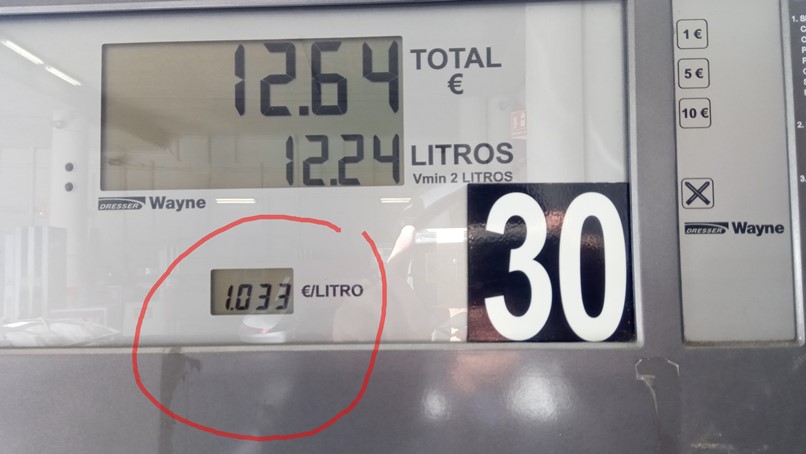 12.64 TOTAL
€
12.24 LITROS
Vmin 2 LITROS
DRESSER Wayne
1.033 €/LITRO
30
1 €
5 €
10 €
DRESSER Wayne